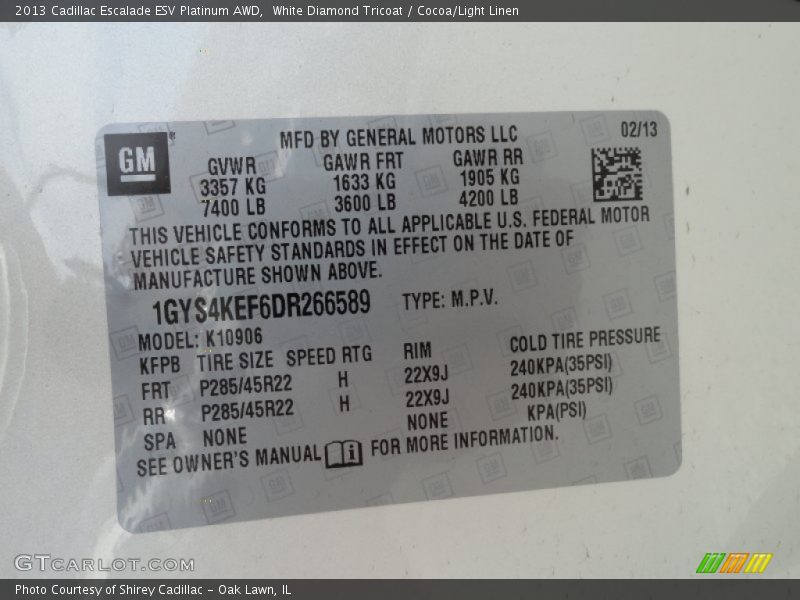 2013 Cadillac Escalade ESV Platinum AWD, White Diamond Tricoat / Cocoa/Light Linen
GM
MFD BY GENERAL MOTORS LLC 02/13
GVWR GAWR FRT GAWR RR
3357 KG 1633 KG 1905 KG
7400 LB 3600 LB 4200 LB
THIS VEHICLE CONFORMS TO ALL APPLICABLE U.S. FEDERAL MOTOR
VEHICLE SAFETY STANDARDS IN EFFECT ON THE DATE OF
MANUFACTURE SHOWN ABOVE.
1GYS4KEF6DR266589 TYPE: M.P.V.
MODEL: K10906
KFPB TIRE SIZE SPEED RTG RIM COLD TIRE PRESSURE
FRT P285/45R22 H 22X9J 240KPA(35PSI)
RR P285/45R22 H 22X9J 240KPA(35PSI)
SPA NONE NONE KPA(PSI)
SEE OWNER'S MANUAL i FOR MORE INFORMATION.
GTCARLOT.COM
Photo Courtesy of Shirey Cadillac - Oak Lawn, IL